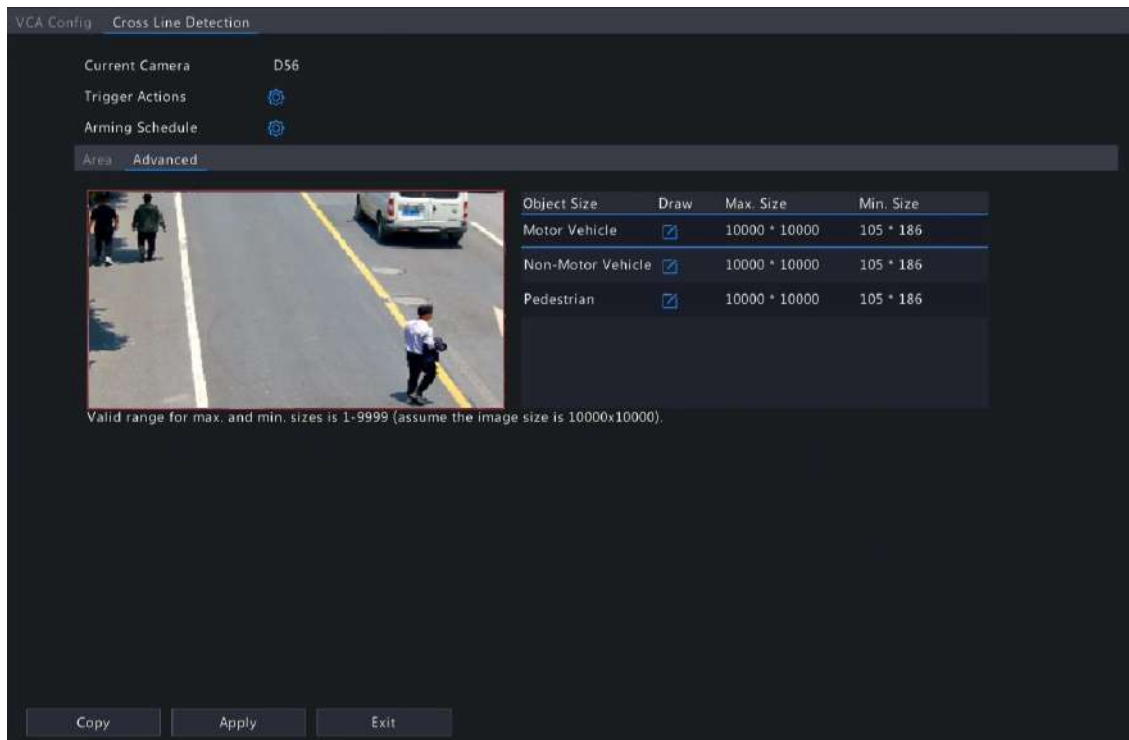 VCA Config Cross Line Detection
Current Camera D56
Trigger Actions
Arming Schedule
Area Advanced
Object Size Draw Max. Size Min. Size
Motor Vehicle 10000 * 10000 105 * 186
Non-Motor Vehicle 10000 * 10000 105 * 186
Pedestrian 10000 * 10000 105 * 186
Valid range for max. and min. sizes is 1-9999 (assume the image size is 10000x10000).
Copy Apply Exit